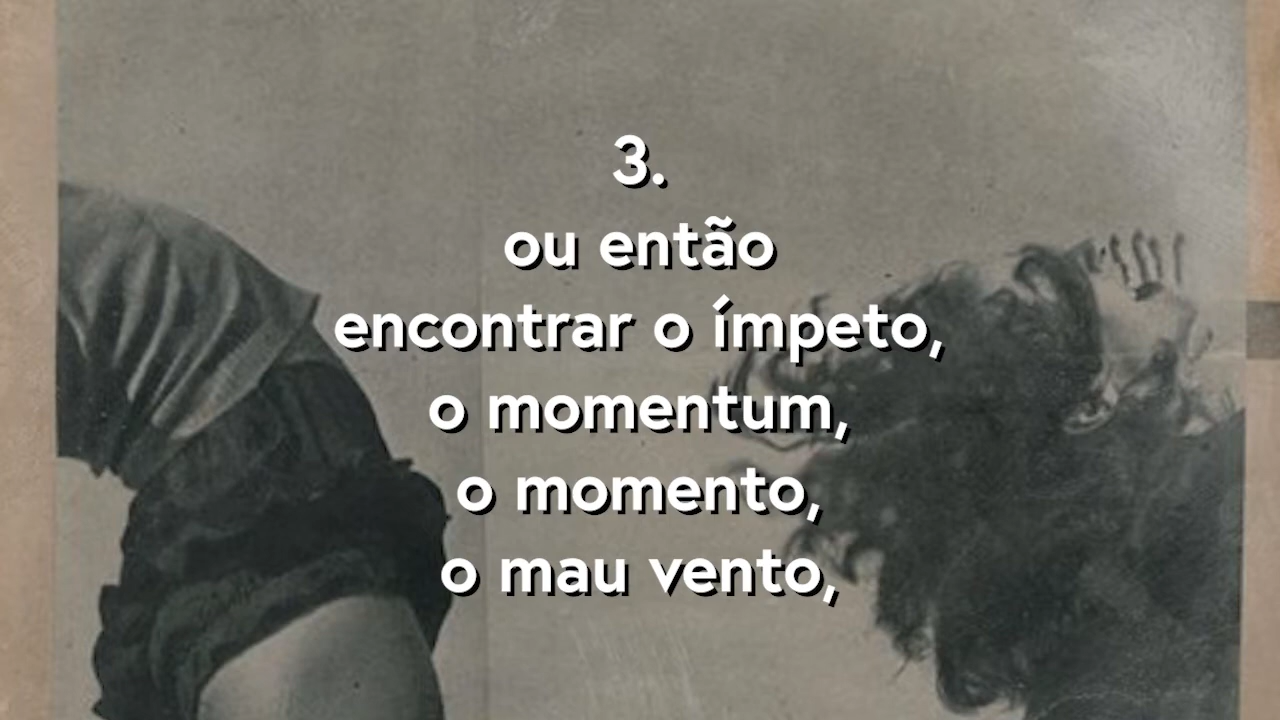 3.
ou então
encontrar o ímpeto,
o momentum,
o momento,
o mau vento,